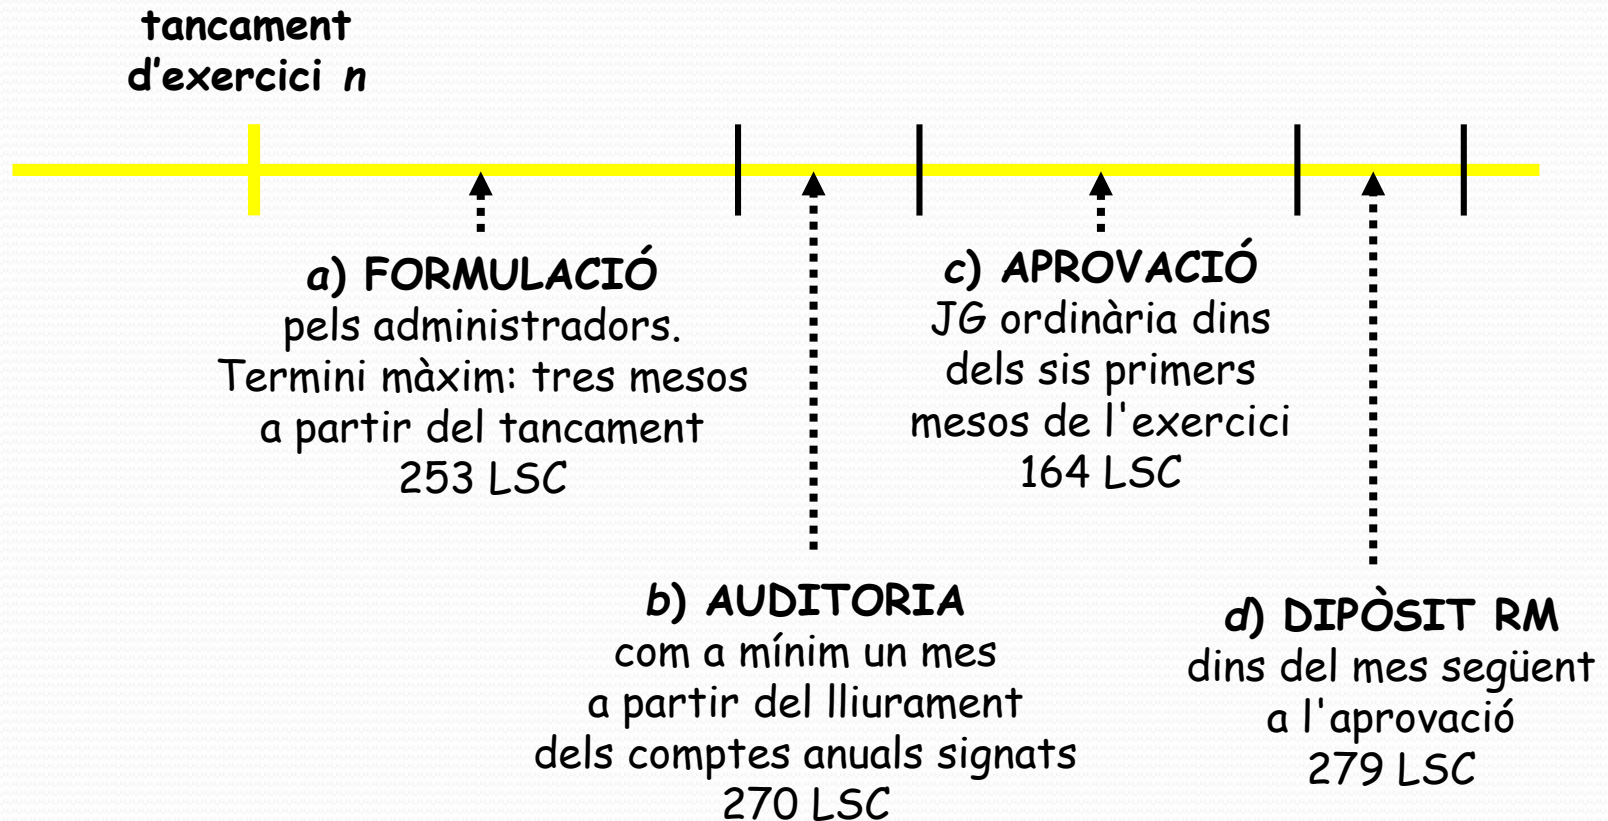 tancament
d'exercici n
a) FORMULACIÓ
pels administradors.
Termini màxim: tres mesos
a partir del tancament
253 LSC
b) AUDITORIA
com a mínim un mes
a partir del lliurament
dels comptes anuals signats
270 LSC
c) APROVACIÓ
JG ordinària dins
dels sis primers
mesos de l'exercici
164 LSC
d) DIPÒSIT RM
dins del mes següent
a l'aprovació
279 LSC